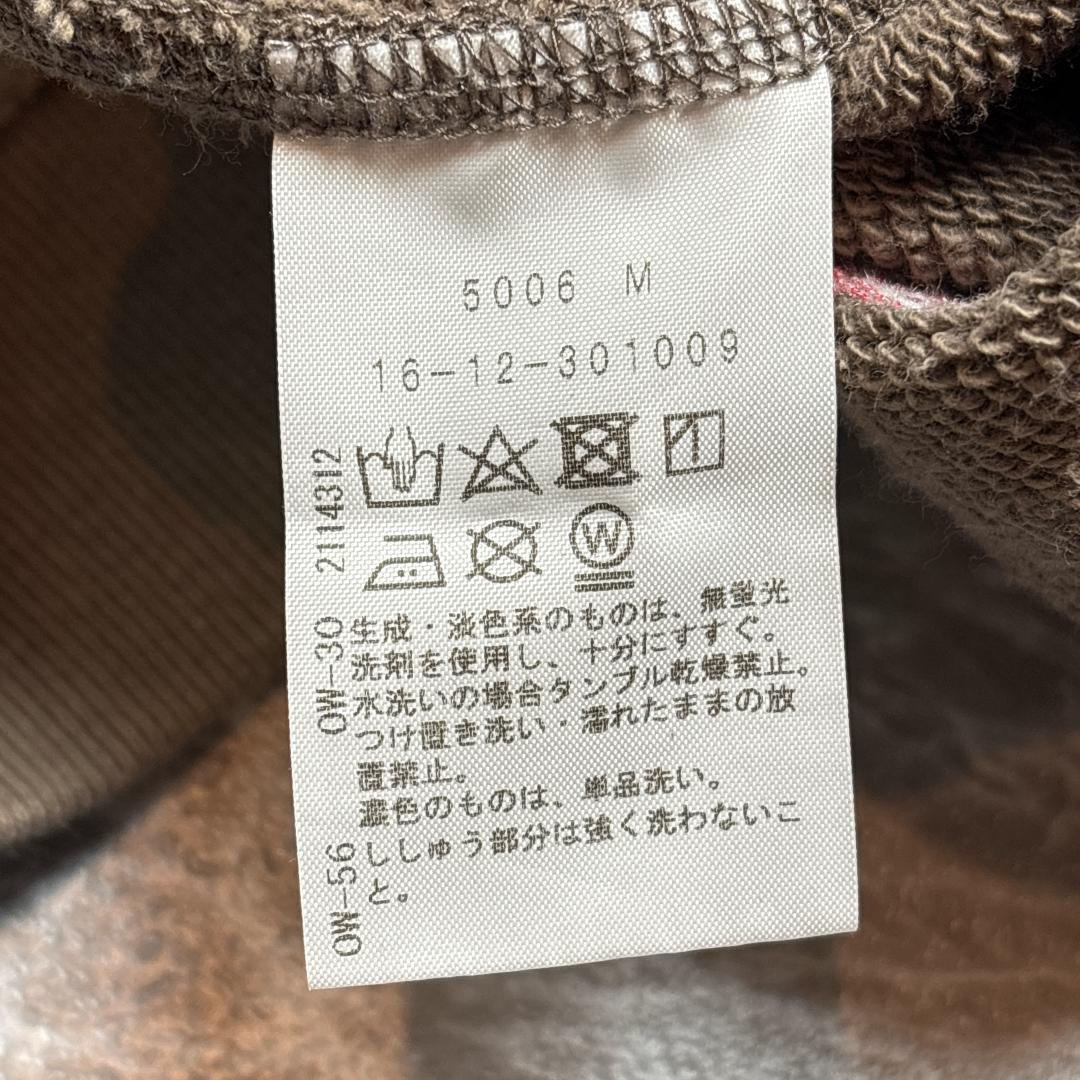 5006 M
16-12-301009
W
生成・淡色系のものは、無蛍光
洗剤を使用し、十分にすすぐ。
水洗いの場合タンブル乾燥禁止。
つけ置き洗い・濡れたままの放
置禁止。
濃色のものは、単品洗い。
ししゅう部分は強く洗わないこ
と。
21143112
OW-30
OW-56